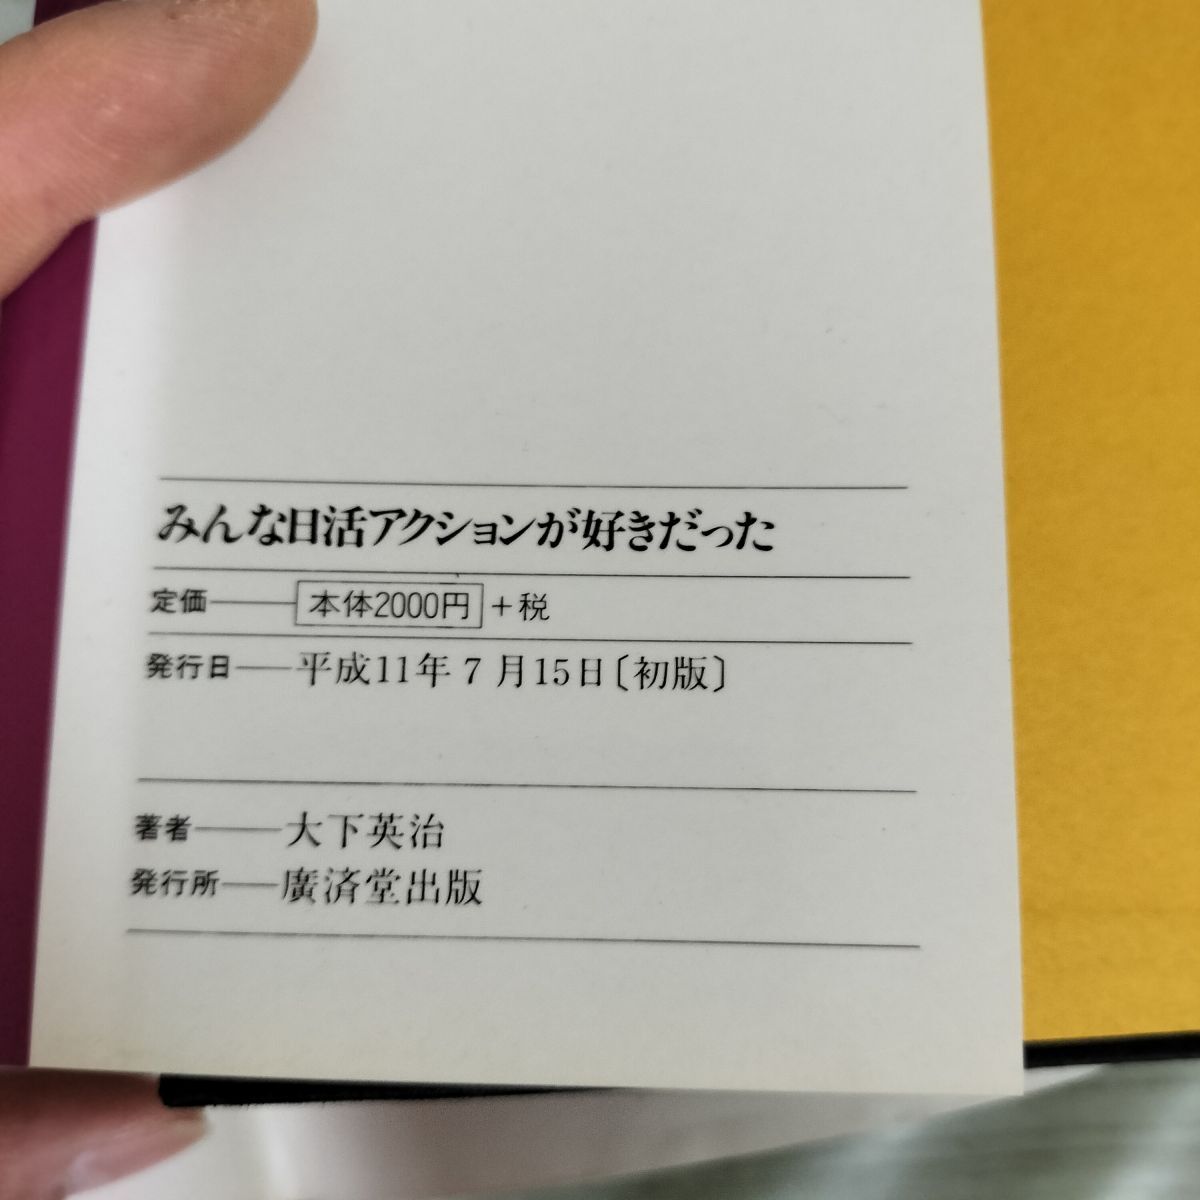 みんな日活アクションが好きだった
定価――本体2000円＋税
発行日――平成11年7月15日〔初版〕
著者――大下英治
発行所――廣済堂出版